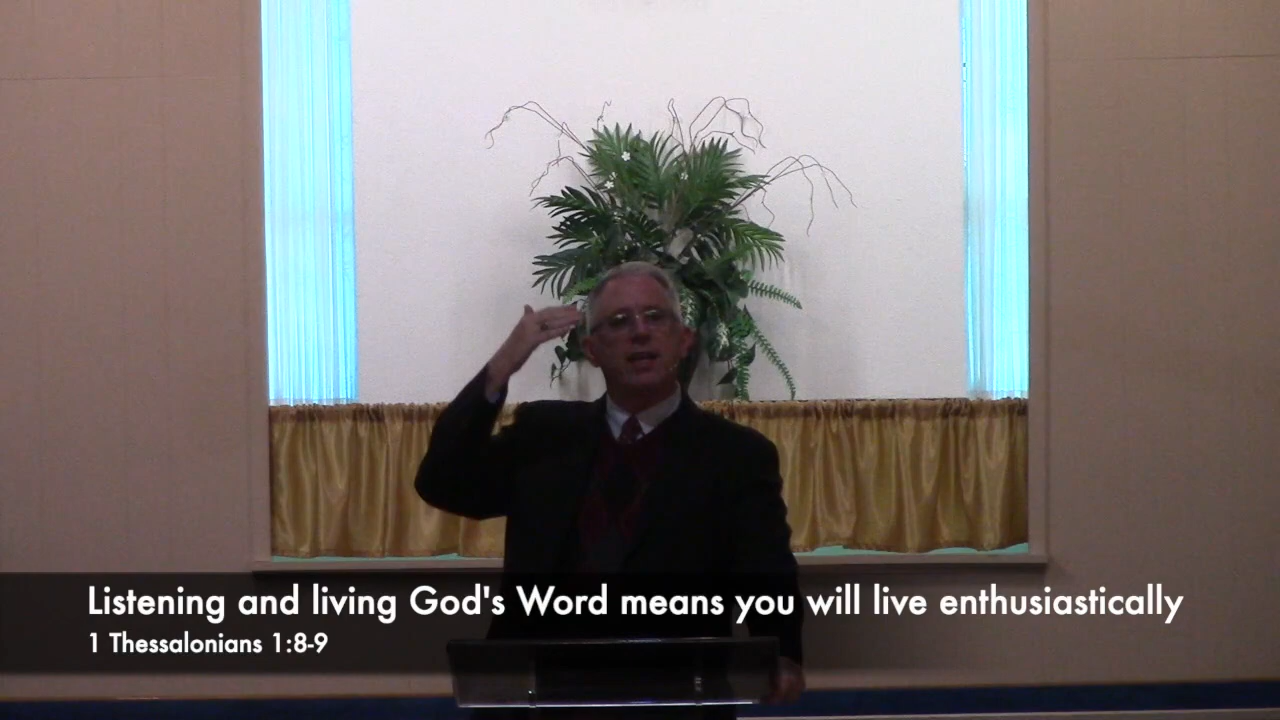 Listening and living God's Word means you will live enthusiastically
1 Thessalonians 1:8-9